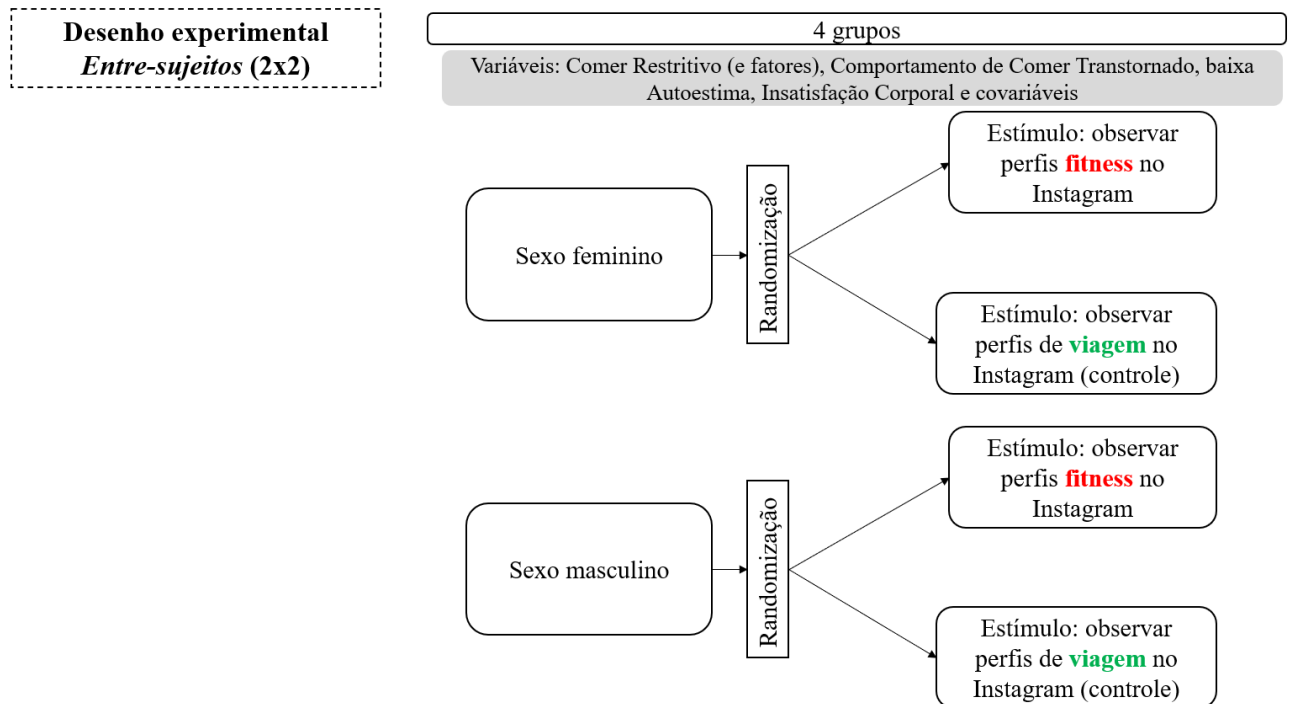 Desenho experimental
Entre-sujeitos (2x2)
4 grupos
Variáveis: Comer Restritivo (e fatores), Comportamento de Comer Transtornado, baixa
Autoestima, Insatisfação Corporal e covariáveis
Sexo feminino
Randomização
Estímulo: observar
perfis fitness no
Instagram
Estímulo: observar
perfis de viagem no
Instagram (controle)
Sexo masculino
Randomização
Estímulo: observar
perfis fitness no
Instagram
Estímulo: observar
perfis de viagem no
Instagram (controle)